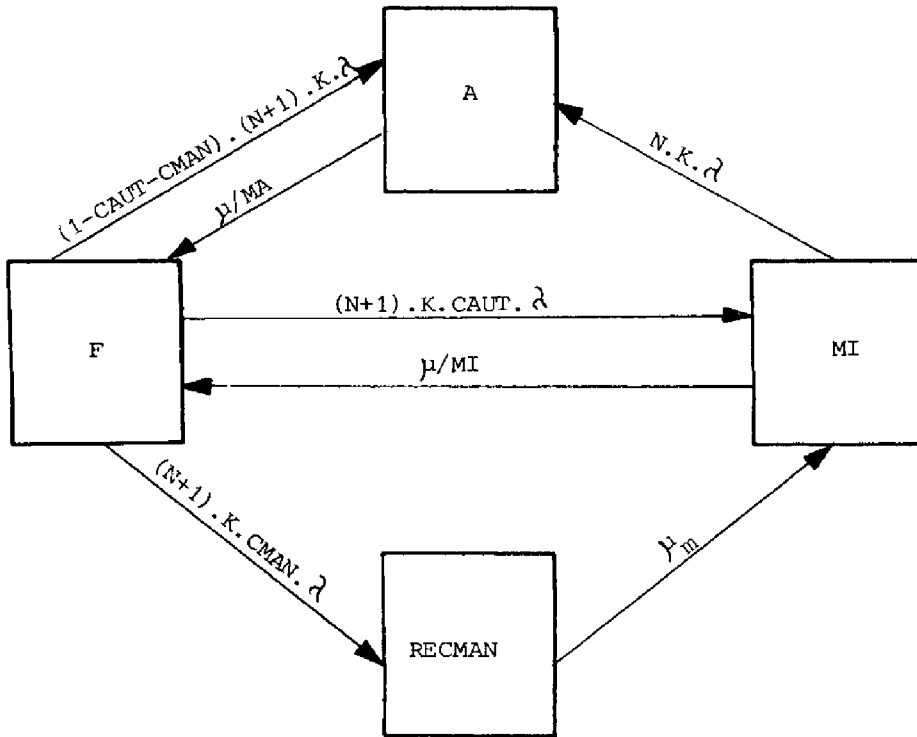 A
(1-CAUT-CMAN).(N+1).K.λ
N.K.λ
μ/MA
(N+1).K.CAUT.λ
F
MI
μ/MI
(N+1).K.CMAN.λ
μm
RECMAN